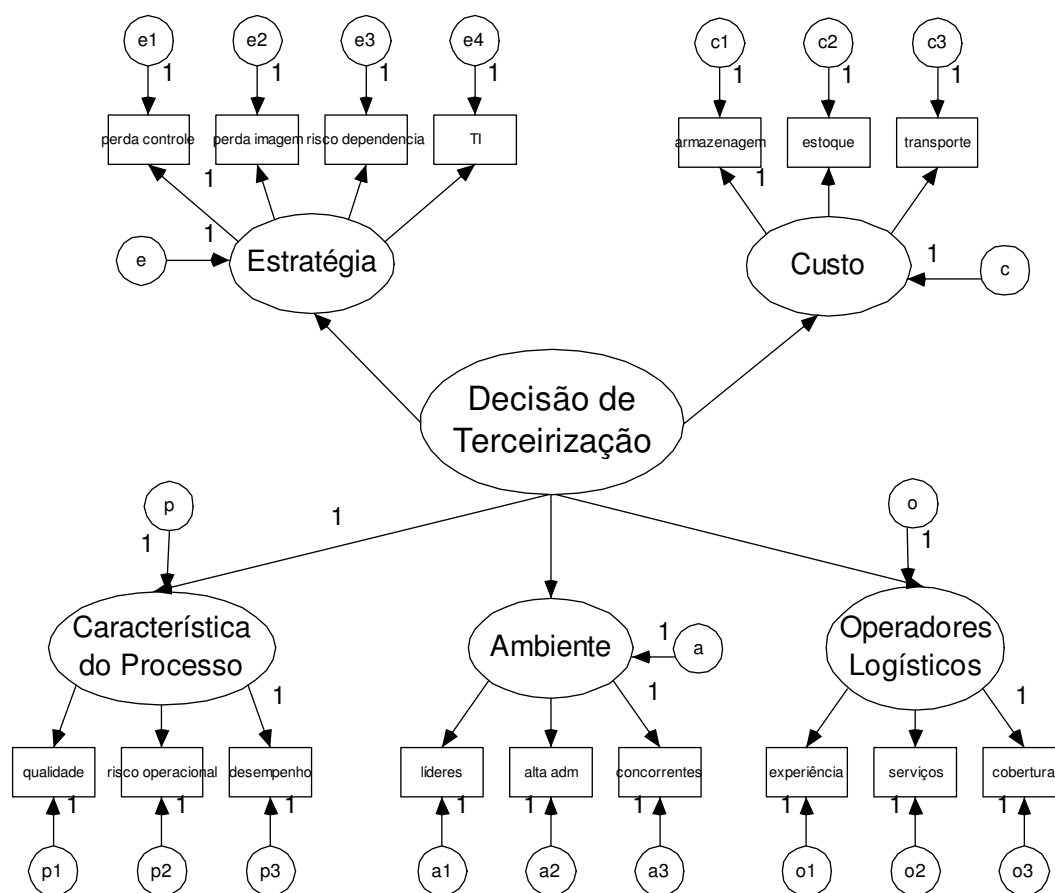 e1 e2 e3 e4 c1 c2 c3
1 1 1 1 1 1 1
perda controle perda imagem risco dependencia TI armazenagem estoque transporte
1 1
e 1 Estratégia Custo 1 c
Decisão de
Terceirização
p 1 o
1 1
Característica
do Processo
Ambiente 1 a
Operadores
Logísticos
1 1 1
qualidade risco operacional desempenho líderes alta adm concorrentes experiência serviços cobertura
1 1 1 1 1 1 1 1 1
p1 p2 p3 a1 a2 a3 o1 o2 o3